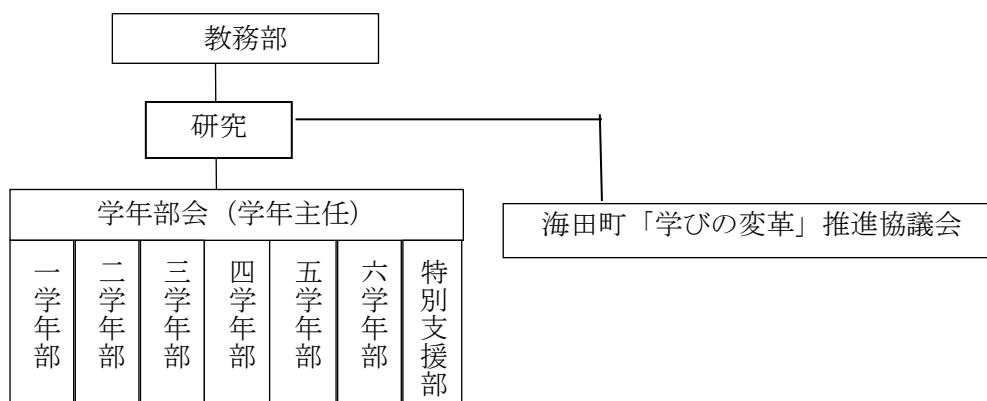 教務部
研究
学年部会（学年主任）
海田町「学びの変革」推進協議会
一学年部
二学年部
三学年部
四学年部
五学年部
六学年部
特別支援部